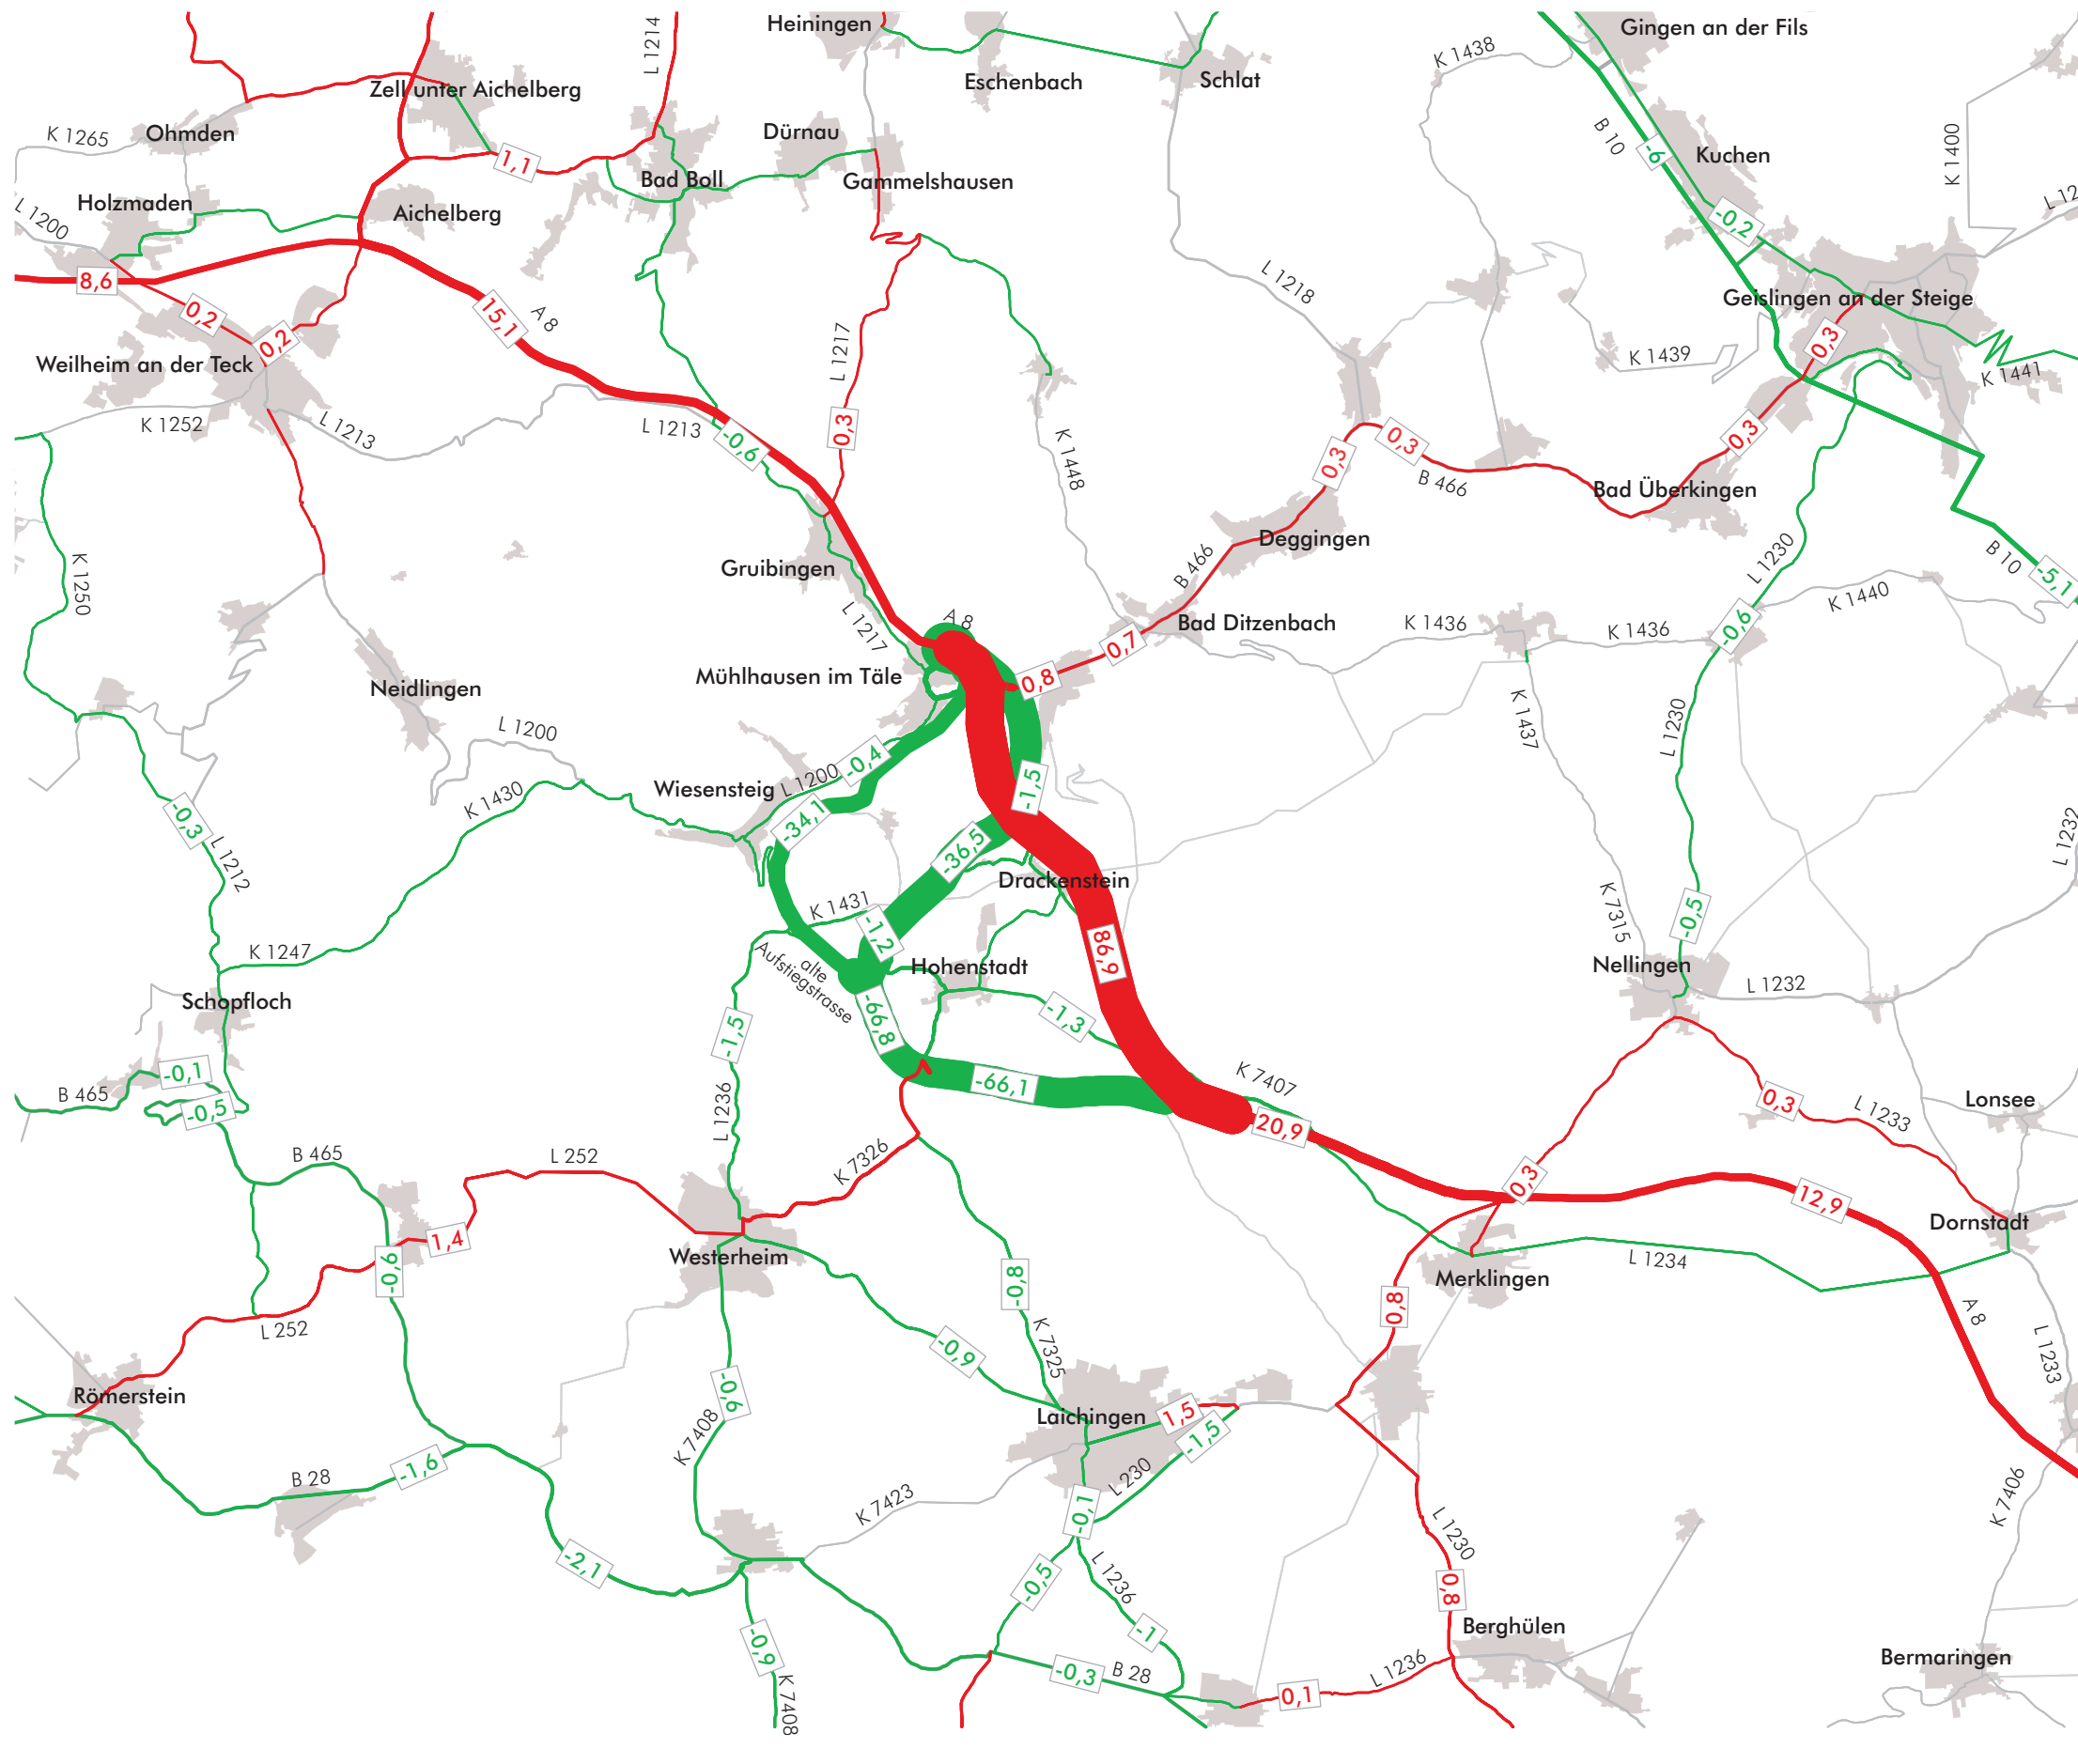 Heiningen
L 1214
Gingen an der Fils
K 1438
Zell unter Aichelberg
Eschenbach
Schlat
K 1265
Ohmden
Dürnau
B 10
-6
Kuchen
K 1400
1,1
Bad Boll
Gammelshausen
Holzmaden
Aichelberg
L 1200
-0,2
L 12
8,6
0,2
0,2
15,1
A 8
L 1218
Geislingen an der Steige
0,3
Weilheim an der Teck
L 1217
K 1439
K 1441
K 1252
L 1213
L 1213
-0,6
0,3
K 1448
0,3
0,3
B 466
0,3
Bad Überkingen
Deggingen
K 1250
Gruibingen
B 466
L 1230
B 10
-5,1
L 1217
A 8
Bad Ditzenbach
K 1436
K 1436
-0,6
K 1440
0,7
Mühlhausen im Täle
0,8
Neidlingen
L 1200
K 1437
L 1230
-0,4
L 1200
Wiesensteig
-1,5
K 1430
-34,1
-0,3
L 1212
-36,5
L 1232
Drackenstein
K 1431
-1,2
K 7315
-0,5
86,9
K 1247
alte
Aufstiegstrasse
Hohenstadt
Nellingen
L 1232
Schopfloch
-66,8
-1,3
-1,5
-0,1
B 465
-0,5
L 1236
-66,1
K 7407
20,9
0,3
L 1233
Lonsee
B 465
L 252
K 7326
0,3
12,9
Dornstadt
1,4
-0,6
Westerheim
-0,8
Merklingen
L 1234
0,8
A 8
L 252
K 7325
-0,9
L 1233
Römerstein
-0,6
K 7408
Laichingen
1,5
-1,5
-1,6
B 28
L 230
K 7423
-0,1
K 7406
-2,1
-0,5
L 1236
L 1230
0,8
-0,9
-1
Berghülen
K 7408
-0,3
B 28
0,1
L 1236
Bermaringen